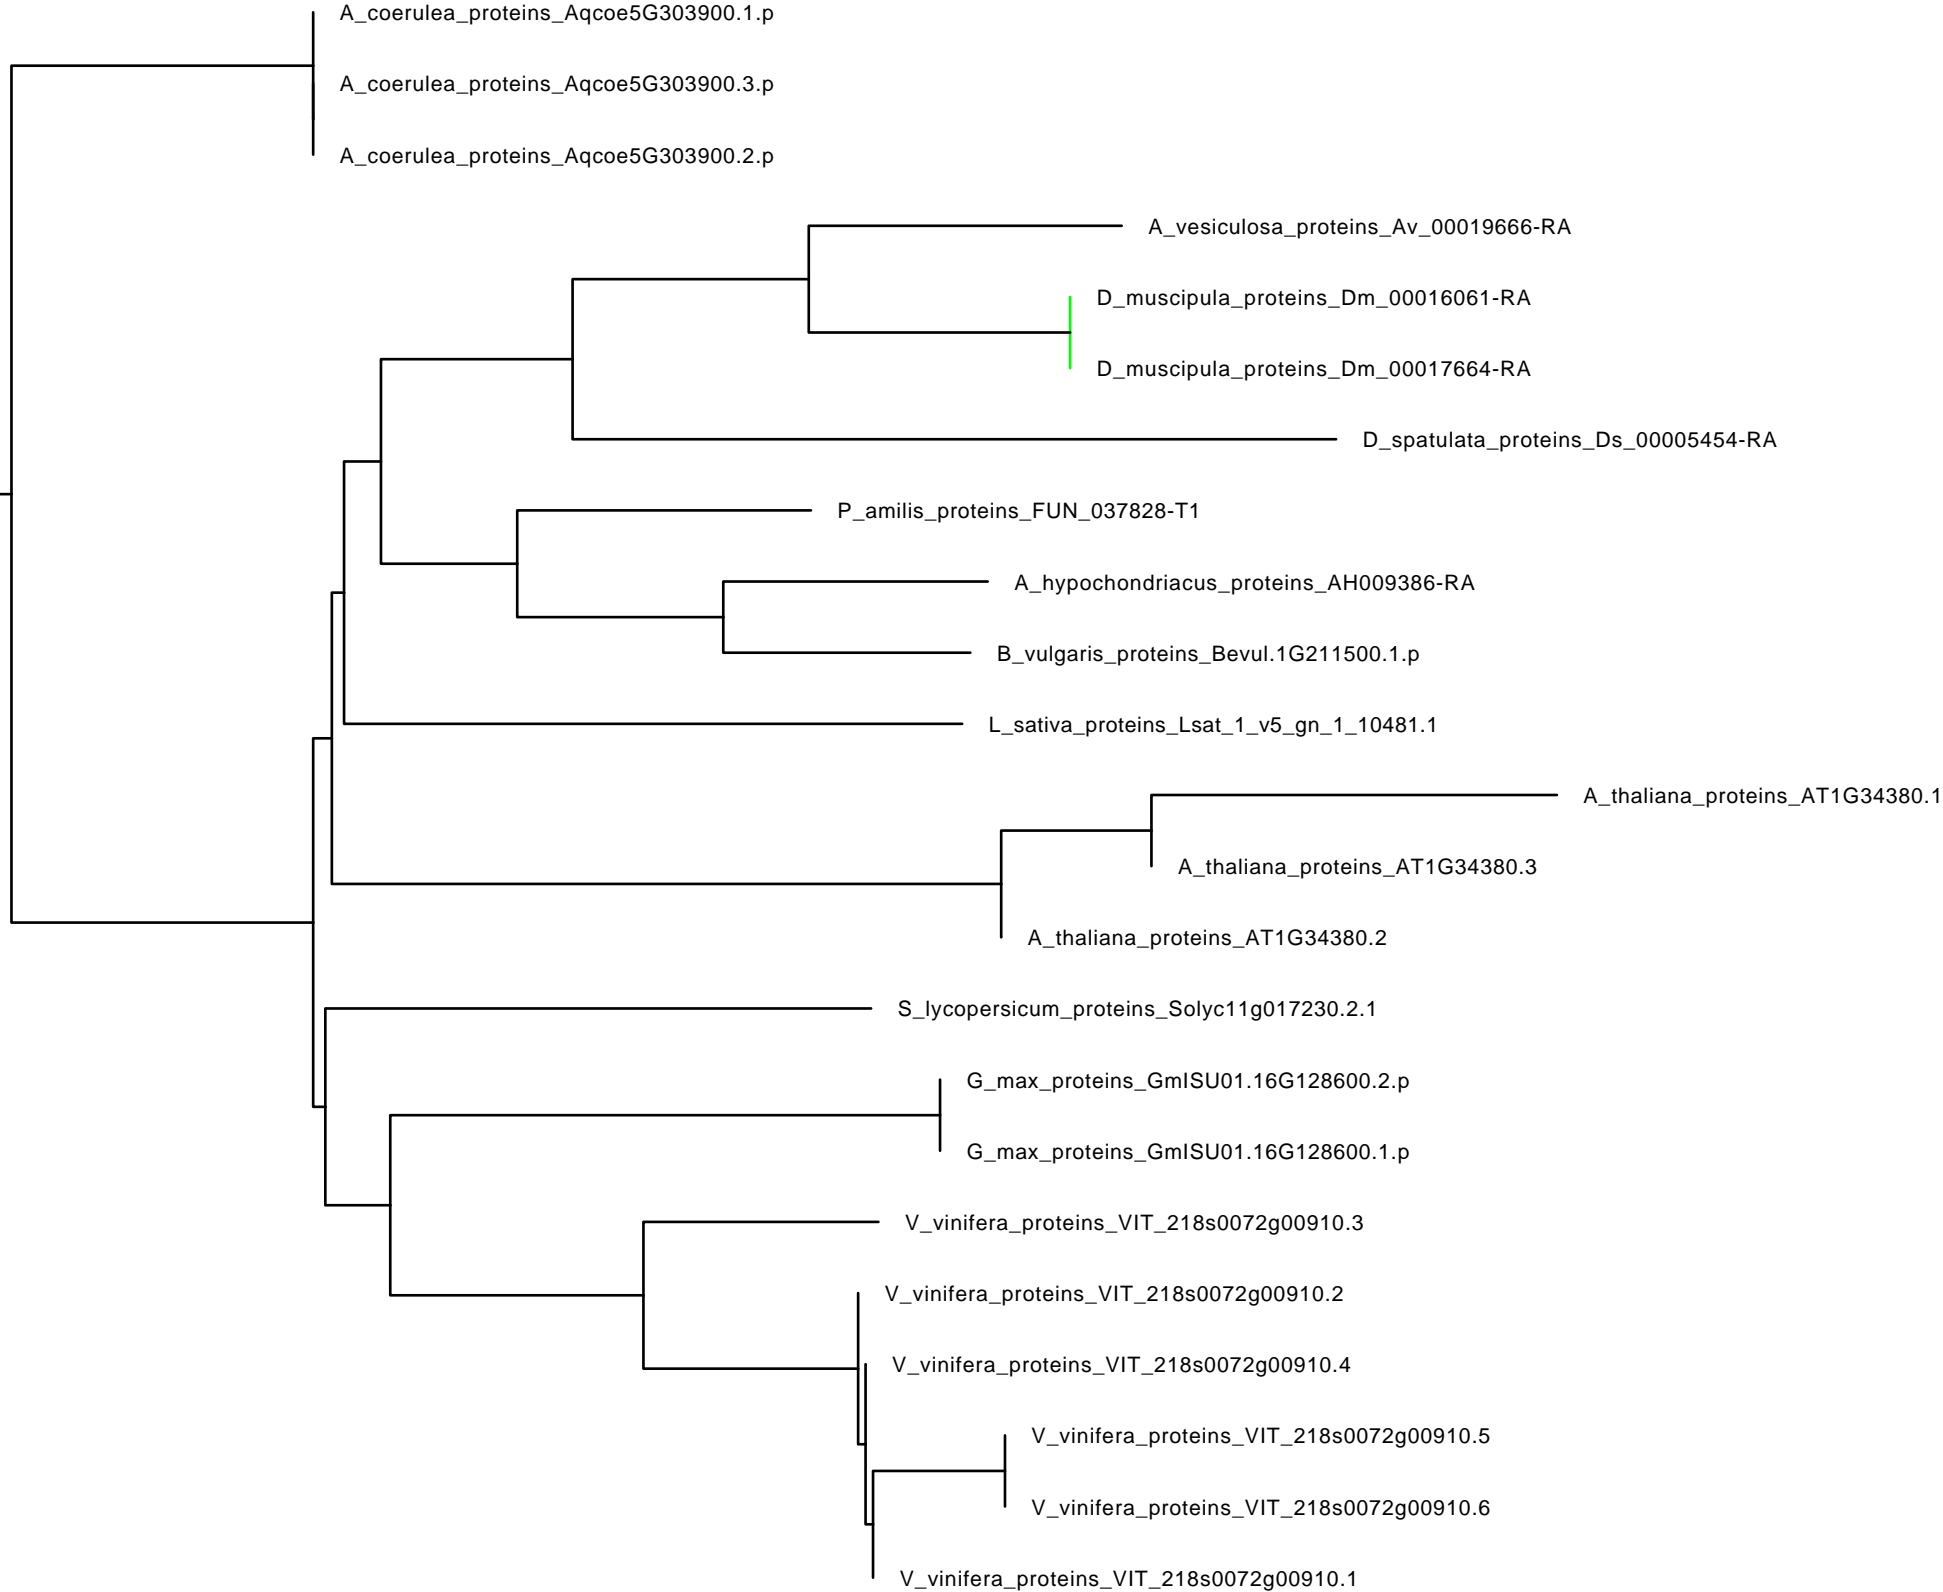 A_coerulea_proteins_Aqcoe5G303900.1.p
A_coerulea_proteins_Aqcoe5G303900.3.p
A_coerulea_proteins_Aqcoe5G303900.2.p
A_vesiculosa_proteins_Av_00019666-RA
D_muscipula_proteins_Dm_00016061-RA
D_muscipula_proteins_Dm_00017664-RA
D_spatulata_proteins_Ds_00005454-RA
P_amilis_proteins_FUN_037828-T1
A_hypochondriacus_proteins_AH009386-RA
B_vulgaris_proteins_Bevul.1G211500.1.p
L_sativa_proteins_Lsat_1_v5_gn_1_10481.1
A_thaliana_proteins_AT1G34380.1
A_thaliana_proteins_AT1G34380.3
A_thaliana_proteins_AT1G34380.2
S_lycopersicum_proteins_Solyc11g017230.2.1
G_max_proteins_GmISU01.16G128600.2.p
G_max_proteins_GmISU01.16G128600.1.p
V_vinifera_proteins_VIT_218s0072g00910.3
V_vinifera_proteins_VIT_218s0072g00910.2
V_vinifera_proteins_VIT_218s0072g00910.4
V_vinifera_proteins_VIT_218s0072g00910.5
V_vinifera_proteins_VIT_218s0072g00910.6
V_vinifera_proteins_VIT_218s0072g00910.1